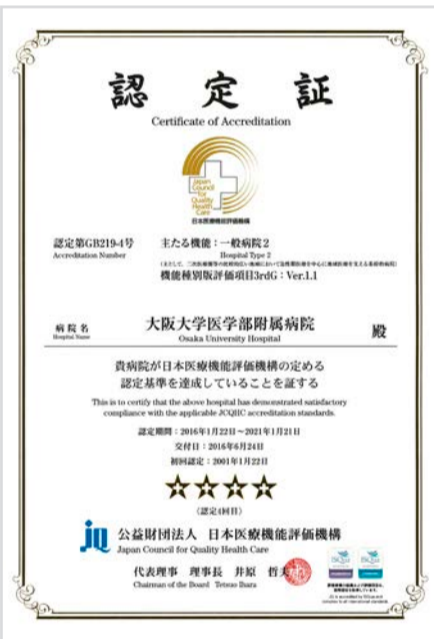 認定証
Certificate of Accreditation
Japan
Council
for
Quality
Health
Care
日本医療機能評価機構
認定第GB219-4号
Accreditation Number
主たる機能：一般病院2
Hospital Type 2
機能種別版評価項目3rdG：Ver.1.1
病院名
Hospital Name
大阪大学医学部附属病院
Osaka University Hospital
殿
貴病院が日本医療機能評価機構の定める
認定基準を達成していることを証する
This is to certify that the above hospital has demonstrated satisfactory
compliance with the applicable JCQHC accreditation standards.
認定期間：2016年1月22日～2021年1月21日
交付日：2016年6月24日
初回認定：2001年1月22日
★★★★
（認定4回目）
jq
公益財団法人 日本医療機能評価機構
Japan Council for Quality Health Care
代表理事 理事長 井原 哲夫
Chairman of the Board Tetsuo Ihara
ISQua
ISQua